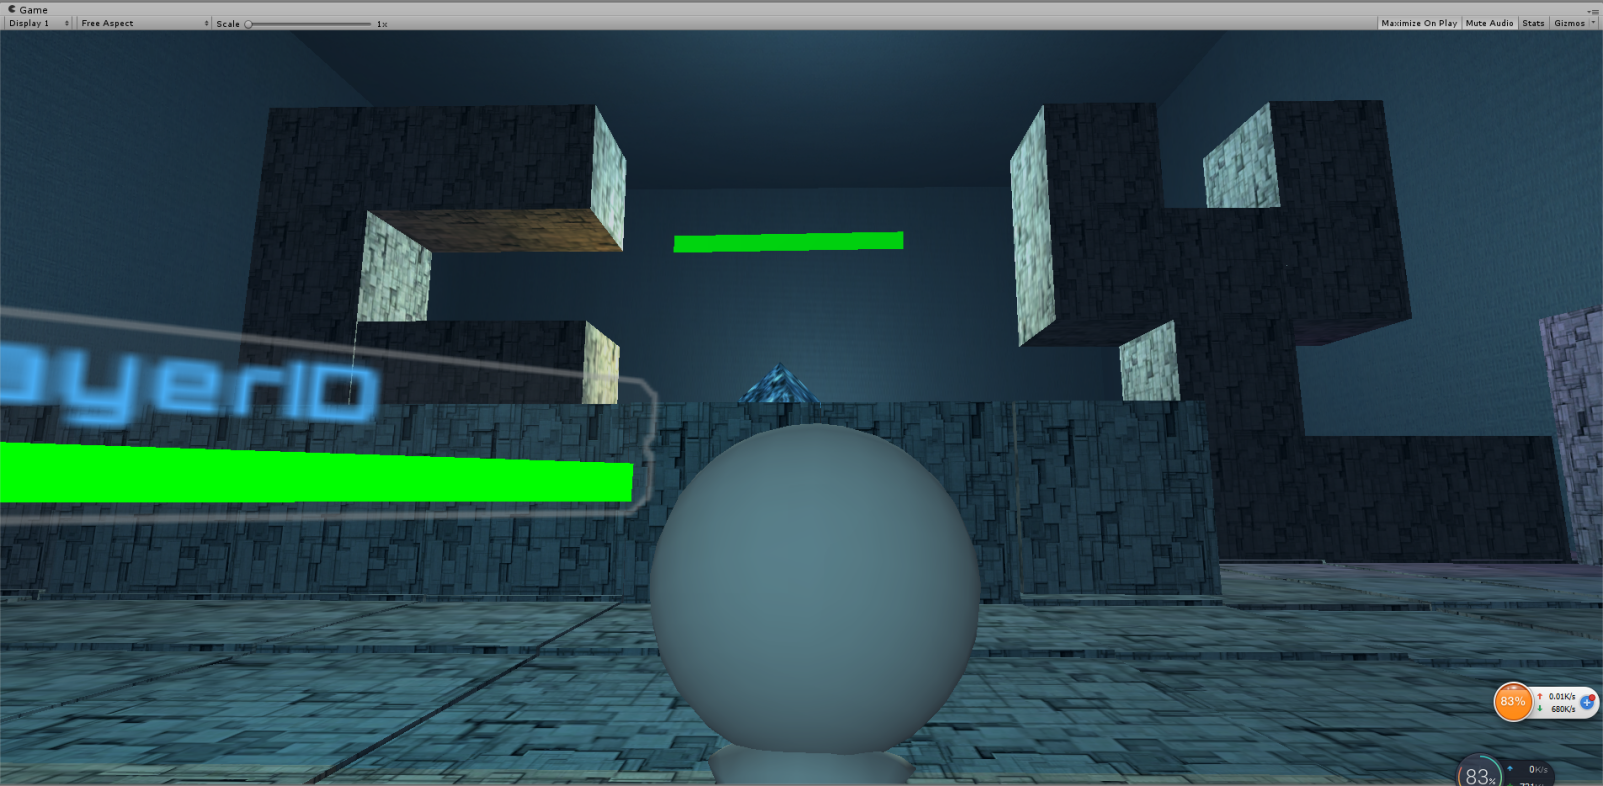 Game
Display 1 Free Aspect Scale 1x Maximize On Play Mute Audio Stats Gizmos
ayerID
83% 0.01K/s
680K/s
83% 0K/s